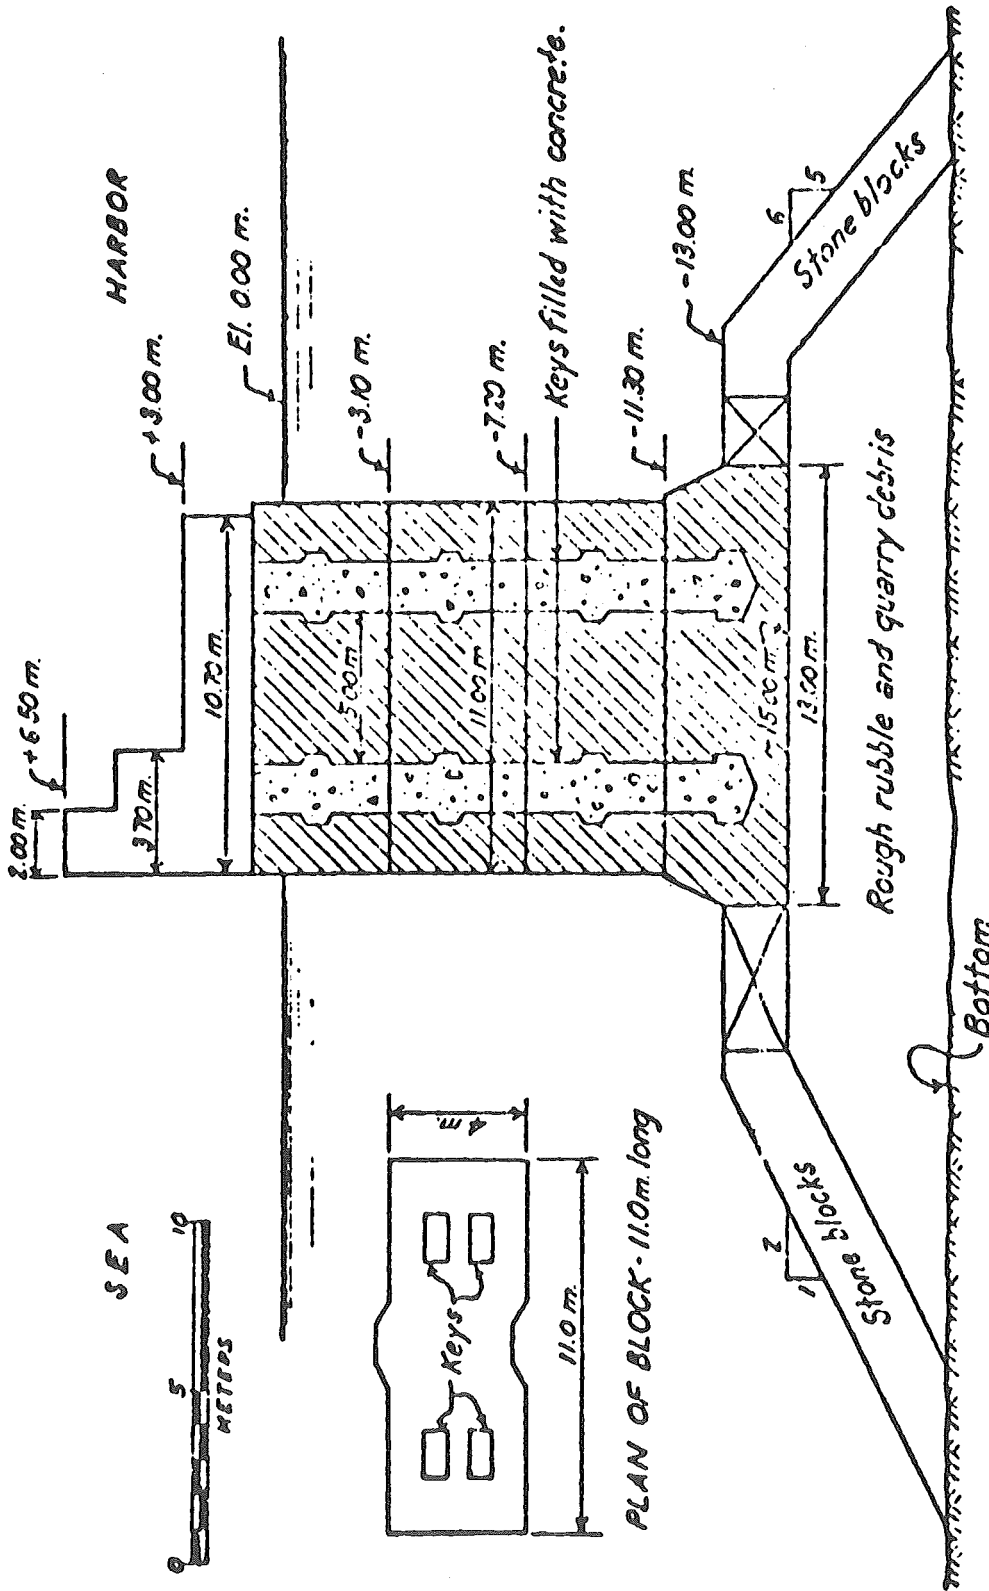 SEA
HARBOR
0
5
10
METERS
2.00 m.
+6.50 m.
3.70 m.
10.70 m.
+3.00 m.
El. 0.00 m.
-3.10 m.
5.00 m.
11.00 m.
-7.20 m.
Keys filled with concrete.
-11.30 m.
-13.00 m.
15.00 m.
13.00 m.
4 m.
Keys
11.0 m.
PLAN OF BLOCK - 11.0 m. long
1
2
Stone blocks
6
5
Stone blocks
Rough rubble and quarry debris
Bottom